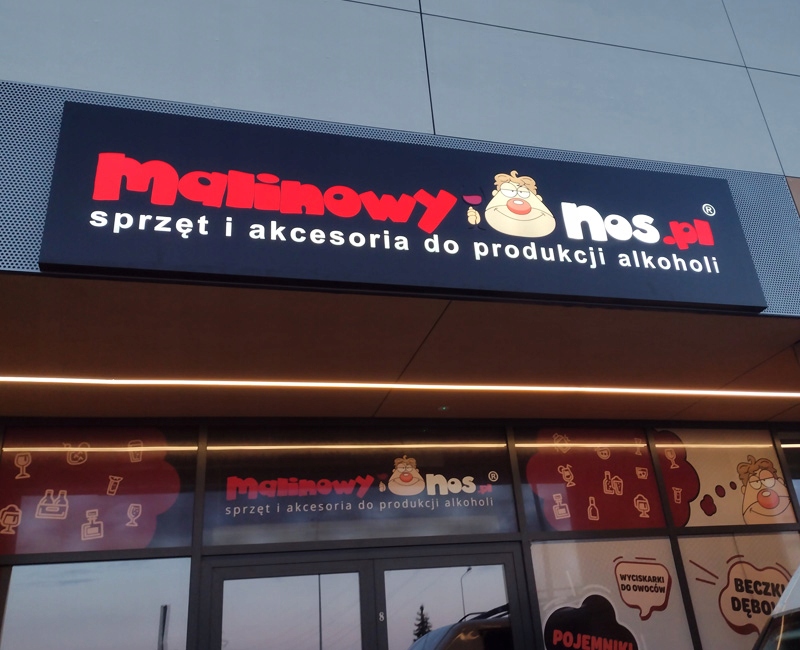 malinowy nos.pl ®
sprzęt i akcesoria do produkcji alkoholi
malinowy nos.pl ®
sprzęt i akcesoria do produkcji alkoholi
8
WYCISKARKI
DO OWOCÓW
POJEMNIKI